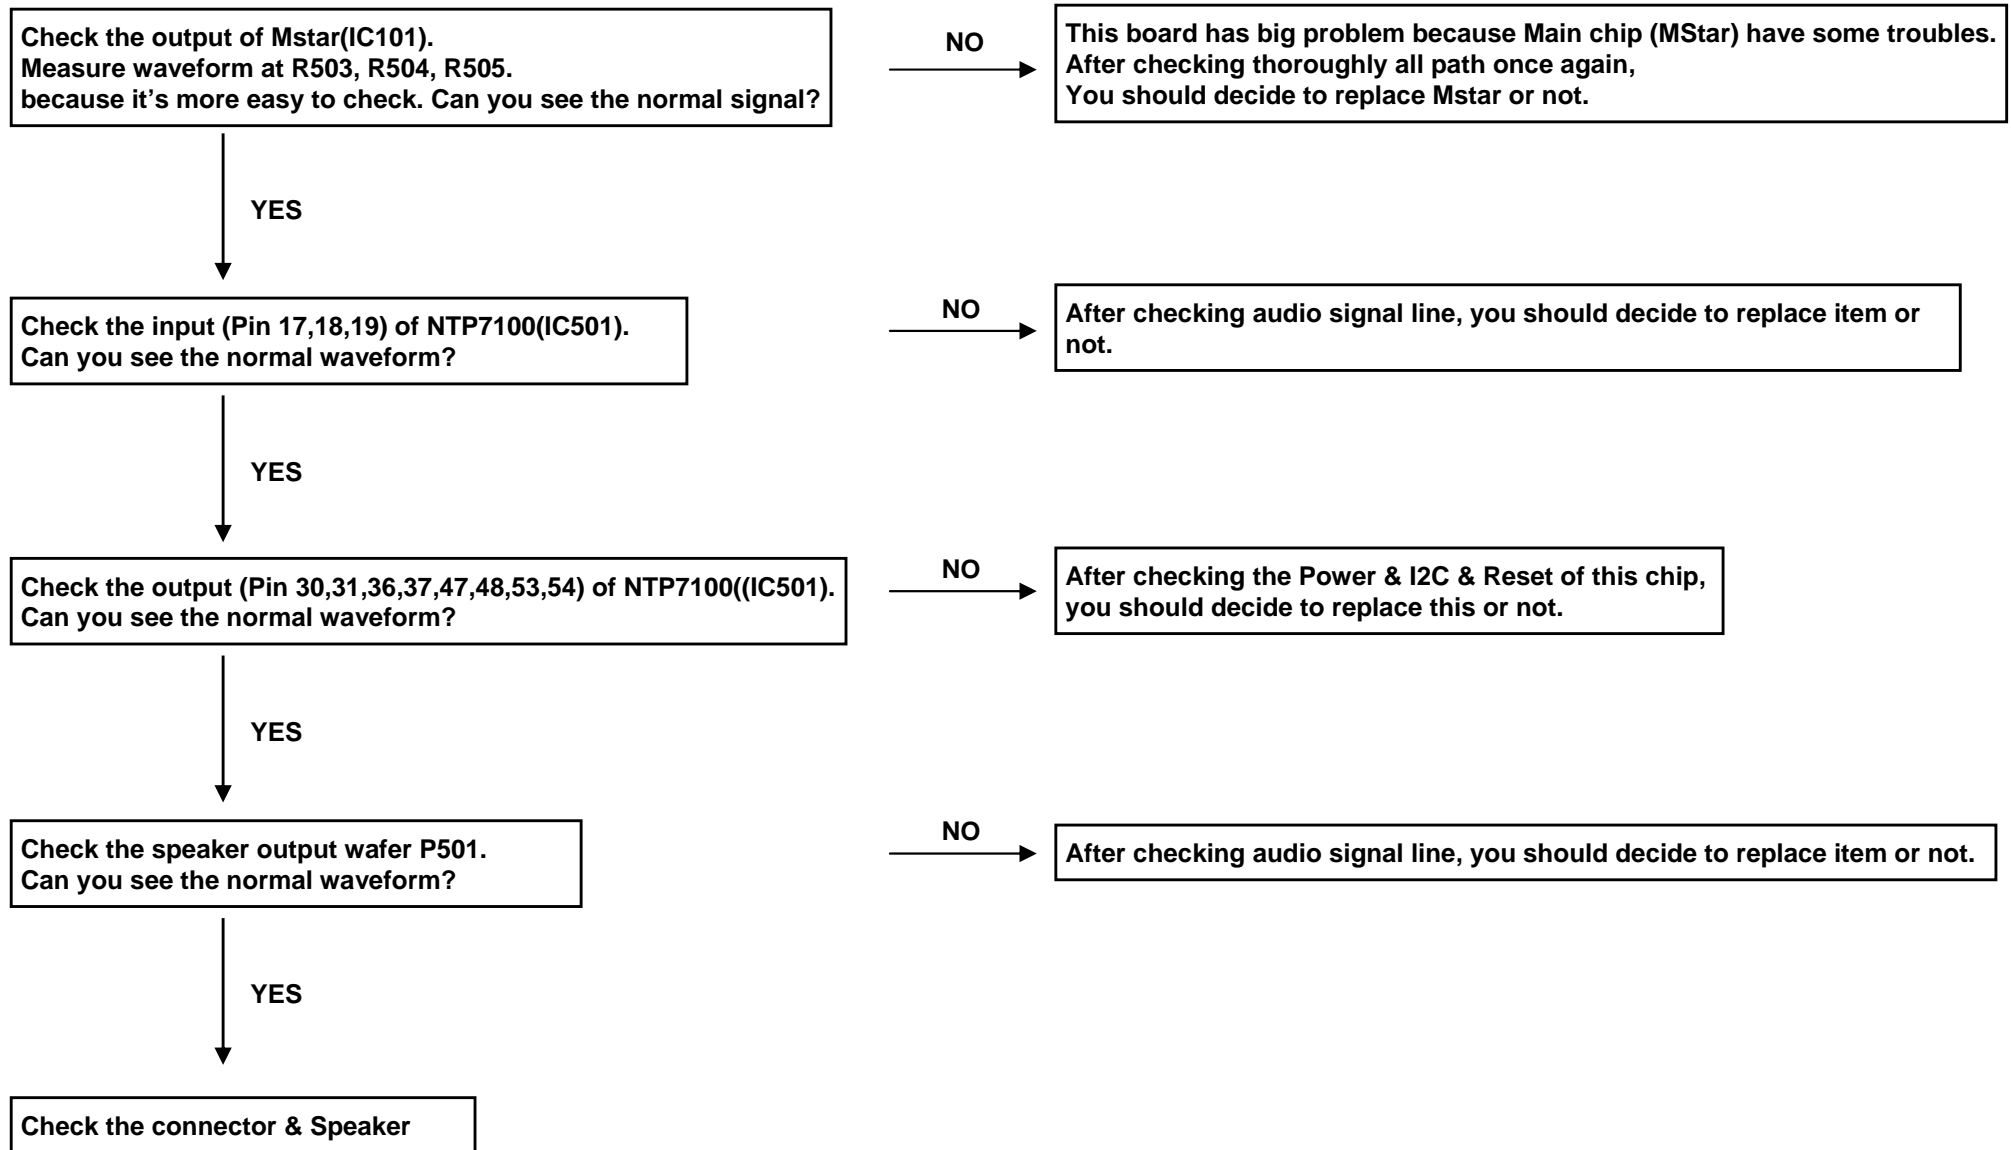 Check the output of Mstar(IC101).
Measure waveform at R503, R504, R505.
because it's more easy to check. Can you see the normal signal?
NO
This board has big problem because Main chip (MStar) have some troubles.
After checking thoroughly all path once again,
You should decide to replace Mstar or not.
YES
Check the input (Pin 17,18,19) of NTP7100(IC501).
Can you see the normal waveform?
NO
After checking audio signal line, you should decide to replace item or
not.
YES
Check the output (Pin 30,31,36,37,47,48,53,54) of NTP7100((IC501).
Can you see the normal waveform?
NO
After checking the Power & I2C & Reset of this chip,
you should decide to replace this or not.
YES
Check the speaker output wafer P501.
Can you see the normal waveform?
NO
After checking audio signal line, you should decide to replace item or not.
YES
Check the connector & Speaker